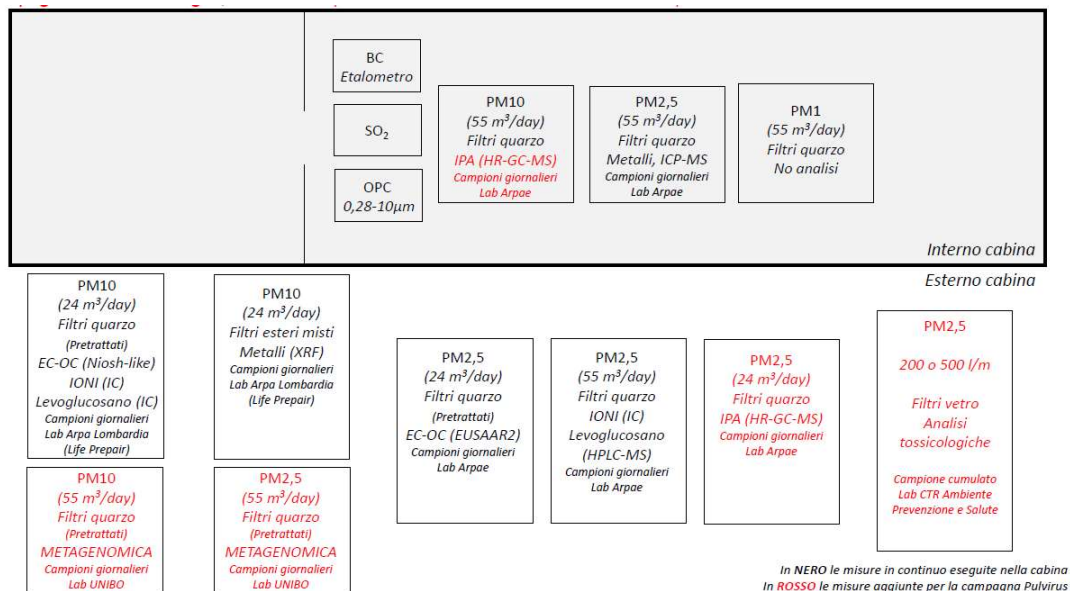 BC
Etalometro
SO₂
OPC
0,28-10µm
PM10
(55 m³/day)
Filtri quarzo
IPA (HR-GC-MS)
Campioni giornalieri
Lab Arpae
PM2,5
(55 m³/day)
Filtri quarzo
Metalli, ICP-MS
Campioni giornalieri
Lab Arpae
PM1
(55 m³/day)
Filtri quarzo
No analisi
Interno cabina
Esterno cabina
PM10
(24 m³/day)
Filtri quarzo
(Pretrattati)
EC-OC (Niosh-like)
IONI (IC)
Levoglucosano (IC)
Campioni giornalieri
Lab Arpa Lombardia
(Life Prepair)
PM10
(24 m³/day)
Filtri esteri misti
Metalli (XRF)
Campioni giornalieri
Lab Arpa Lombardia
(Life Prepair)
PM2,5
(24 m³/day)
Filtri quarzo
(Pretrattati)
EC-OC (EUSAAR2)
Campioni giornalieri
Lab Arpae
PM2,5
(55 m³/day)
Filtri quarzo
IONI (IC)
Levoglucosano
(HPLC-MS)
Campioni giornalieri
Lab Arpae
PM2,5
(24 m³/day)
Filtri quarzo
IPA (HR-GC-MS)
Campioni giornalieri
Lab Arpae
PM2,5
200 o 500 l/m
Filtri vetro
Analisi
tossicologiche
Campione cumulato
Lab CTR Ambiente
Prevenzione e Salute
PM10
(55 m³/day)
Filtri quarzo
(Pretrattati)
METAGENOMICA
Campioni giornalieri
Lab UNIBO
PM2,5
(55 m³/day)
Filtri quarzo
(Pretrattati)
METAGENOMICA
Campioni giornalieri
Lab UNIBO
In NERO le misure in continuo eseguite nella cabina
In ROSSO le misure aggiunte per la campagna Pulvirus